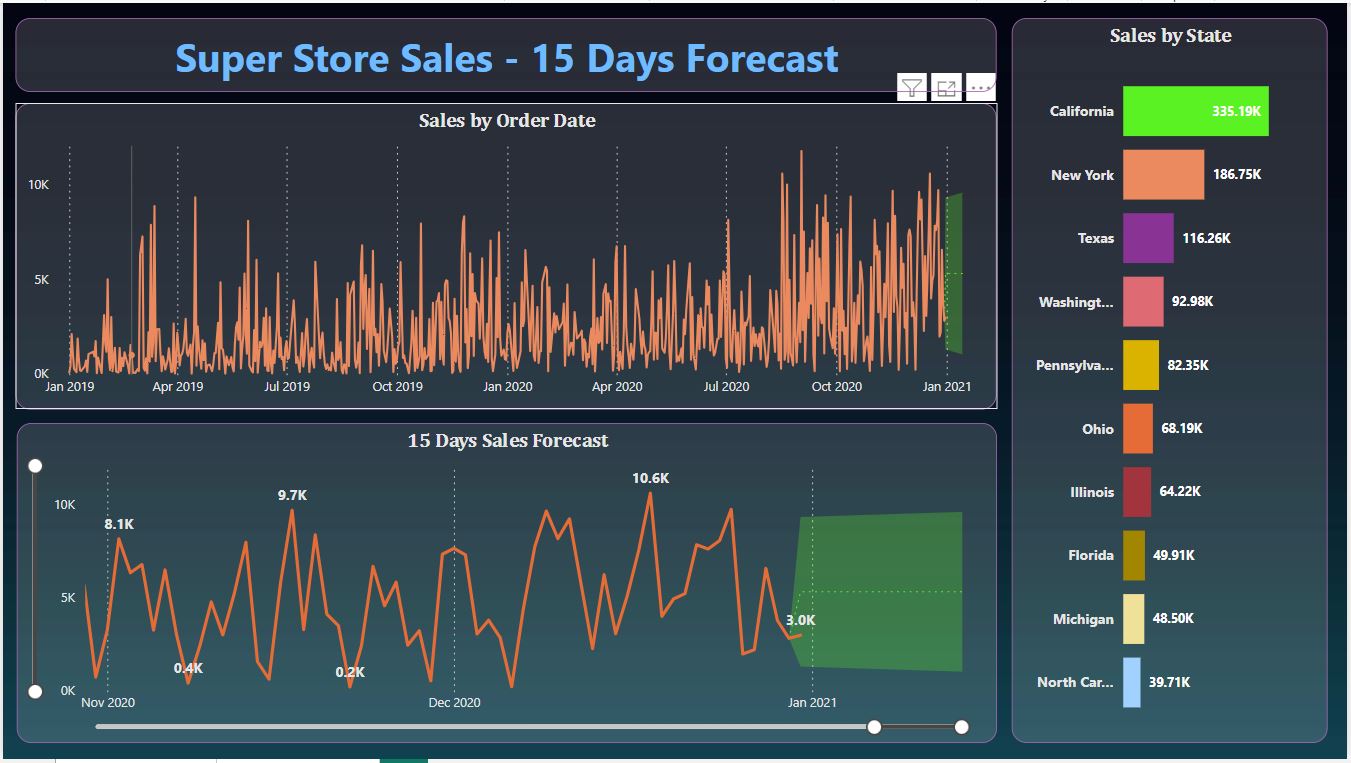 Super Store Sales - 15 Days Forecast
Sales by Order Date
10K
5K
0K
Jan 2019 Apr 2019 Jul 2019 Oct 2019 Jan 2020 Apr 2020 Jul 2020 Oct 2020 Jan 2021
15 Days Sales Forecast
10K
5K
0K
8.1K
0.4K
9.7K
0.2K
10.6K
3.0K
Nov 2020 Dec 2020 Jan 2021
Sales by State
California 335.19K
New York 186.75K
Texas 116.26K
Washingt... 92.98K
Pennsylva... 82.35K
Ohio 68.19K
Illinois 64.22K
Florida 49.91K
Michigan 48.50K
North Car... 39.71K